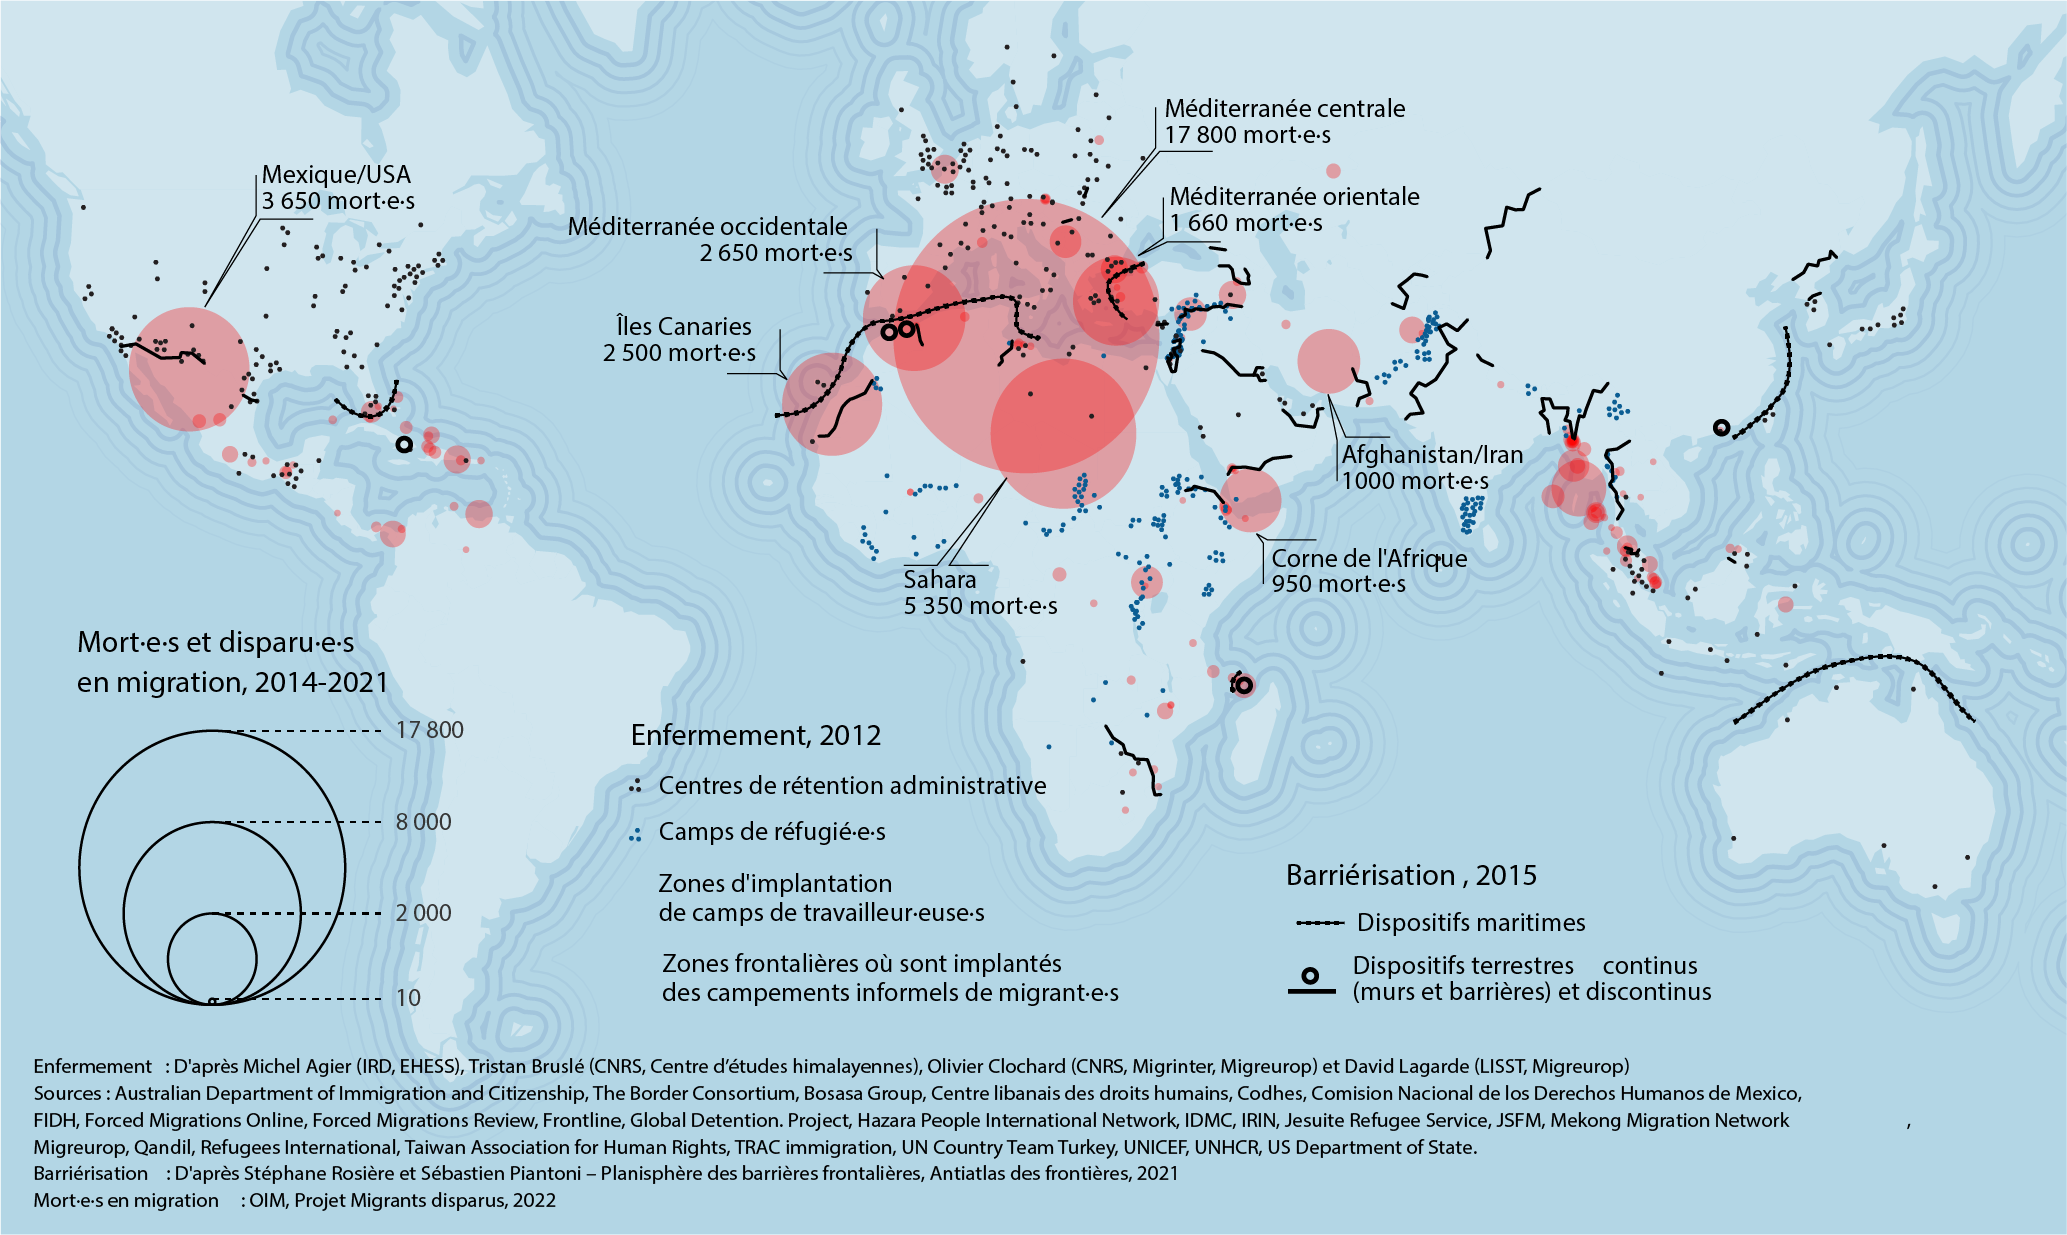 Méditerranée centrale
17 800 mort·e·s
Mexique/USA
3 650 mort·e·s
Méditerranée orientale
1 660 mort·e·s
Méditerranée occidentale
2 650 mort·e·s
Îles Canaries
2 500 mort·e·s
Afghanistan/Iran
1000 mort·e·s
Corne de l'Afrique
950 mort·e·s
Sahara
5 350 mort·e·s
Mort·e·s et disparu·e·s
en migration, 2014-2021
17 800
8 000
2 000
10
Enfermement, 2012
Centres de rétention administrative
Camps de réfugié·e·s
Zones d'implantation
de camps de travailleur·euse·s
Zones frontalières où sont implantés
des campements informels de migrant·e·s
Barriérisation , 2015
Dispositifs maritimes
Dispositifs terrestres continus
(murs et barrières) et discontinus
Enfermement : D'après Michel Agier (IRD, EHESS), Tristan Bruslé (CNRS, Centre d’études himalayennes), Olivier Clochard (CNRS, Migrinter, Migreurop) et David Lagarde (LISST, Migreurop)
Sources : Australian Department of Immigration and Citizenship, The Border Consortium, Bosasa Group, Centre libanais des droits humains, Codhes, Comision Nacional de los Derechos Humanos de Mexico,
FIDH, Forced Migrations Online, Forced Migrations Review, Frontline, Global Detention. Project, Hazara People International Network, IDMC, IRIN, Jesuite Refugee Service, JSFM, Mekong Migration Network ,
Migreurop, Qandil, Refugees International, Taiwan Association for Human Rights, TRAC immigration, UN Country Team Turkey, UNICEF, UNHCR, US Department of State.
Barriérisation : D'après Stéphane Rosière et Sébastien Piantoni – Planisphère des barrières frontalières, Antiatlas des frontières, 2021
Mort·e·s en migration : OIM, Projet Migrants disparus, 2022